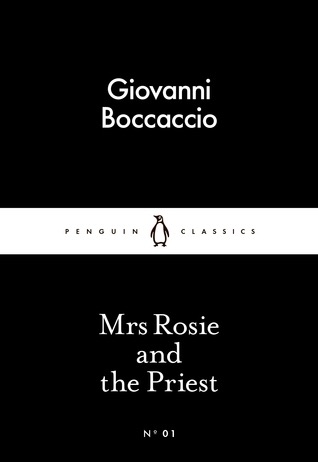 Giovanni
Boccaccio
PENGUIN CLASSICS
Mrs Rosie
and
the Priest
Nº 01